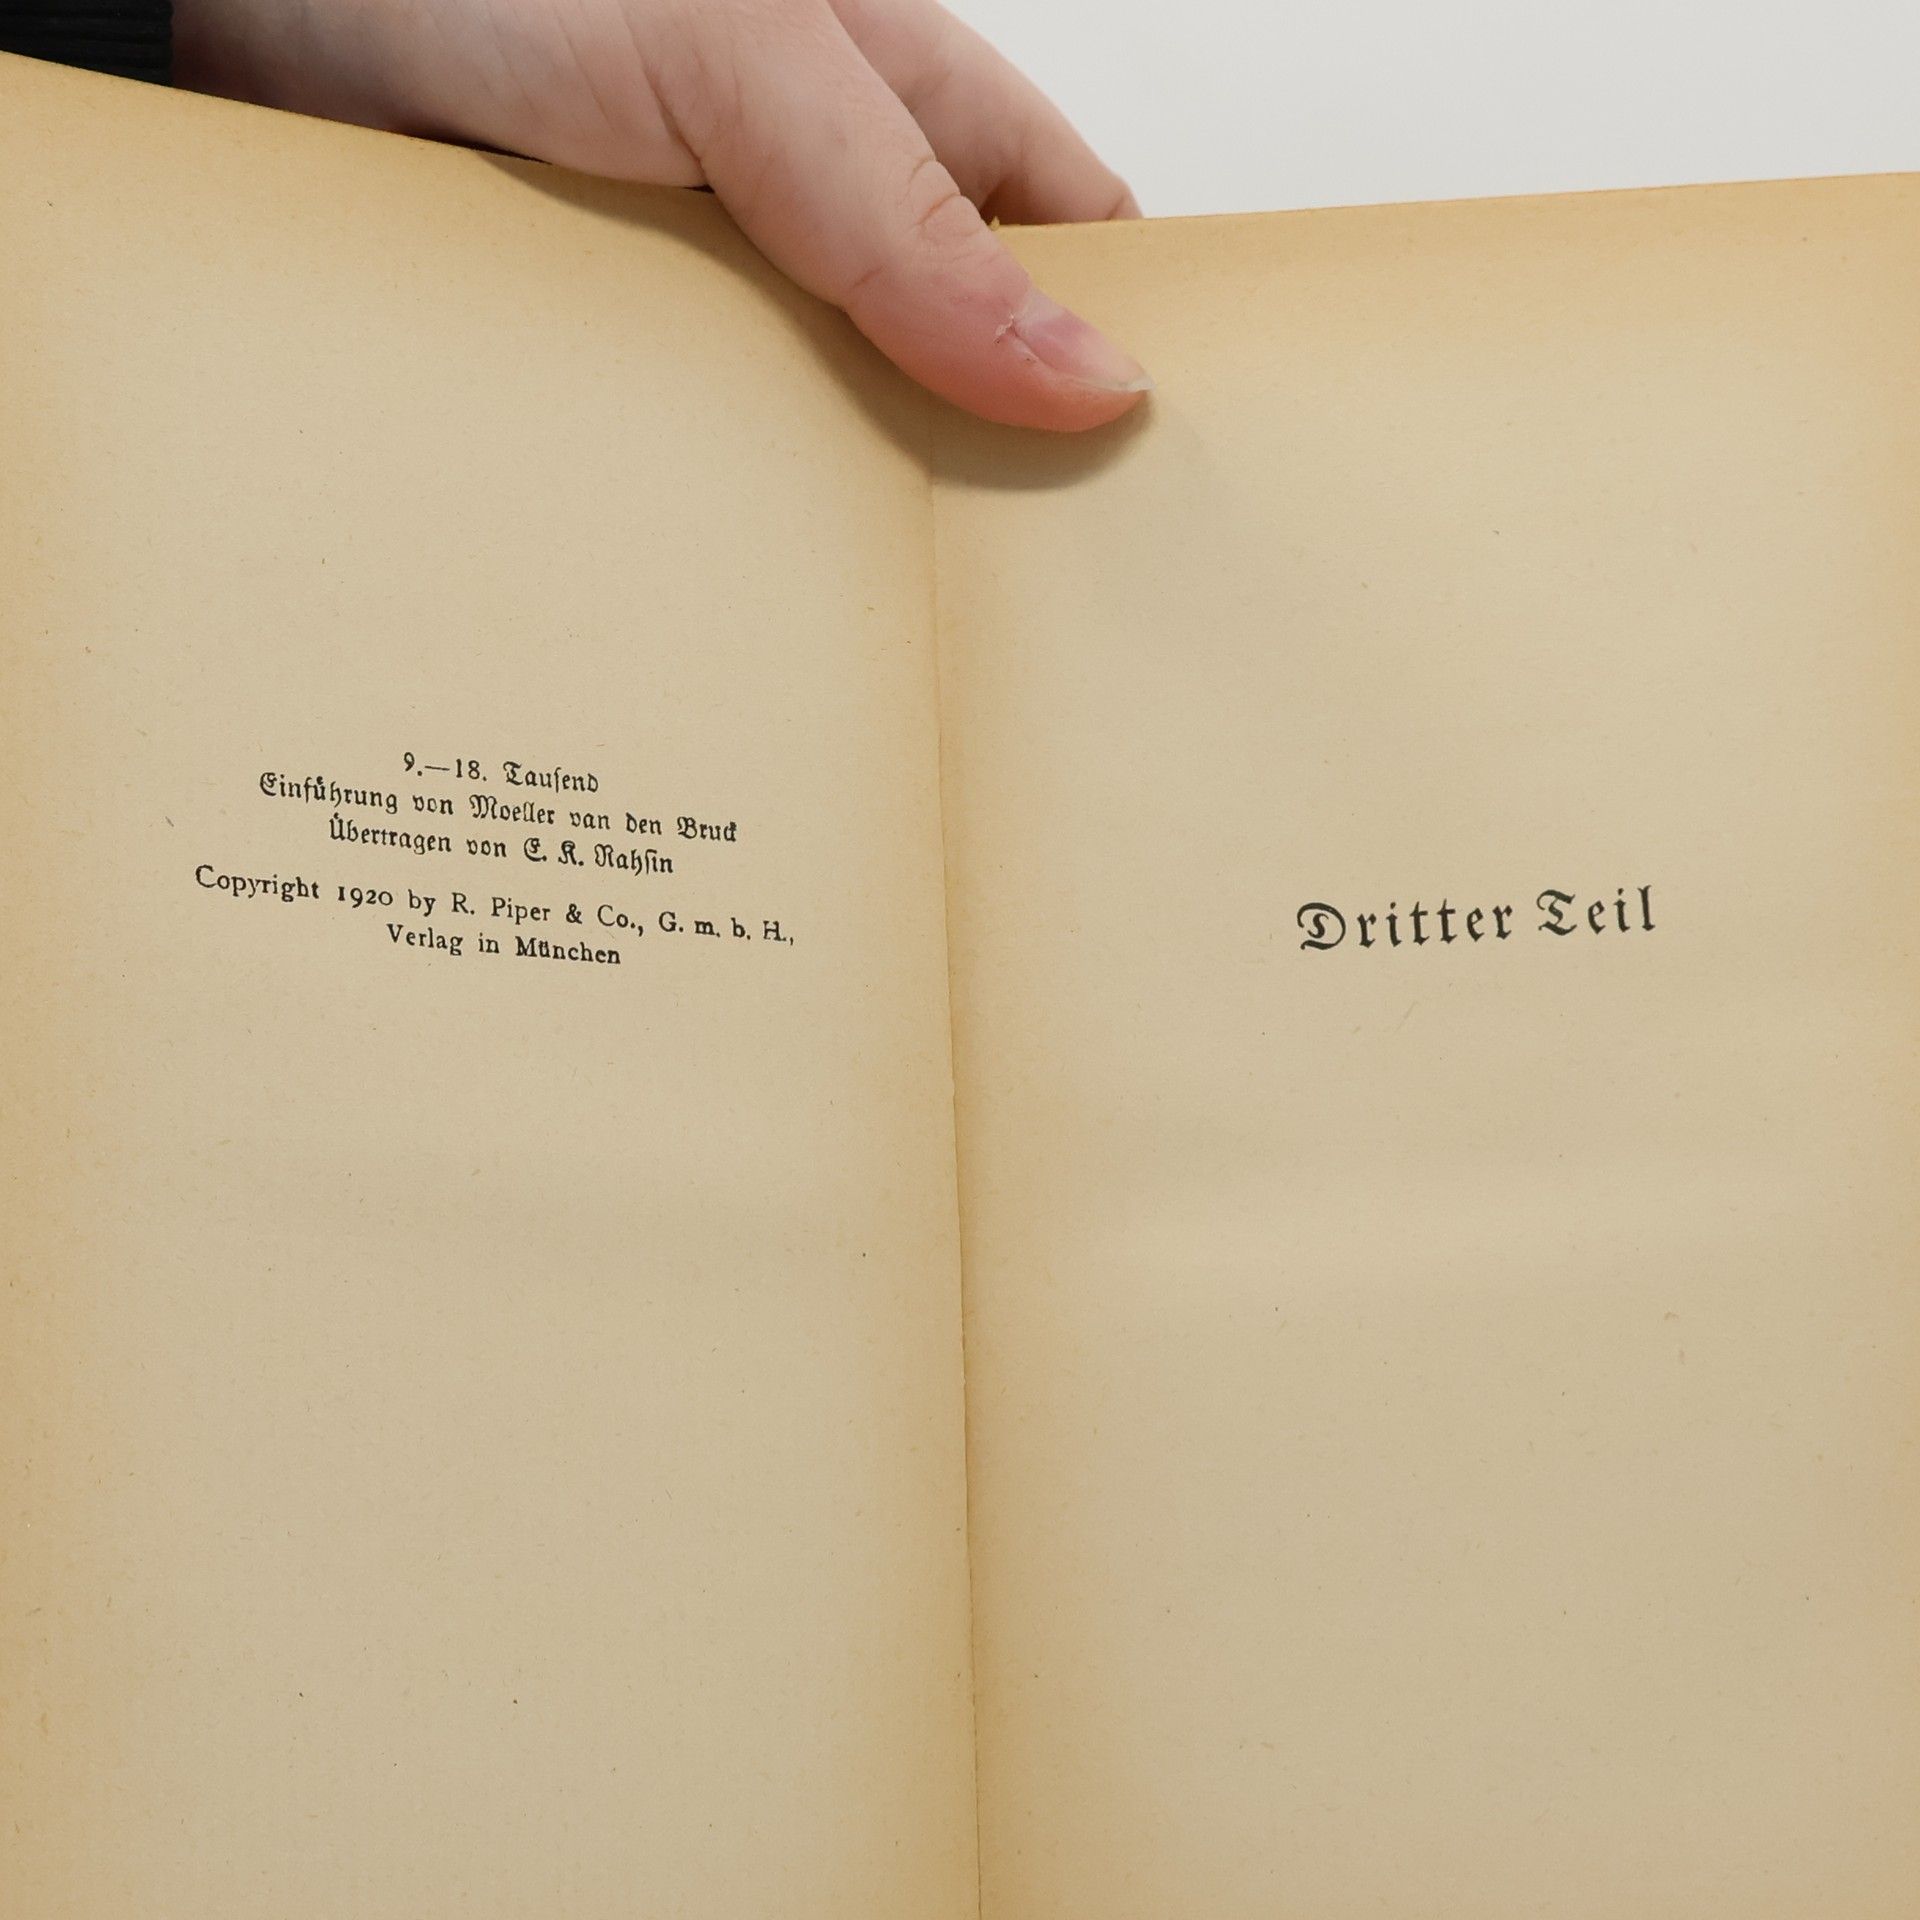 9.—18. Tausend
Einführung von Moeller van den Bruck
Übertragen von E. K. Rahsin
Copyright 1920 by R. Piper & Co., G. m. b. H.,
Verlag in München
Dritter Teil